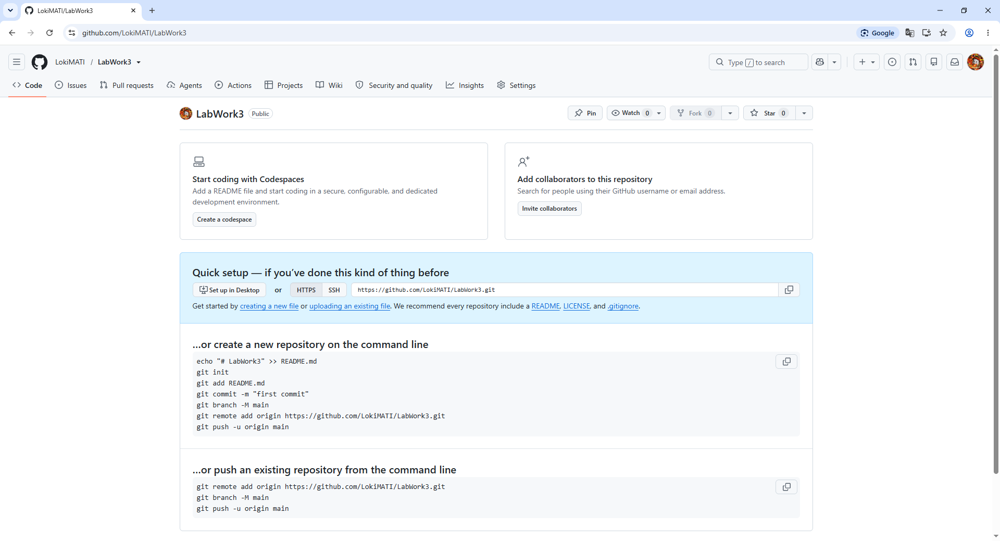 LokiMATI/LabWork3
github.com/LokiMATI/LabWork3
Google
LokiMATI / LabWork3
Type / to search
Code Issues Pull requests Agents Actions Projects Wiki Security and quality Insights Settings
LabWork3 Public
Pin Watch 0 Fork 0 Star 0
Start coding with Codespaces
Add a README file and start coding in a secure, configurable, and dedicated
development environment.
Create a codespace
Add collaborators to this repository
Search for people using their GitHub username or email address.
Invite collaborators
Quick setup — if you’ve done this kind of thing before
Set up in Desktop or HTTPS SSH https://github.com/LokiMATI/LabWork3.git
Get started by creating a new file or uploading an existing file. We recommend every repository include a README, LICENSE, and .gitignore.
…or create a new repository on the command line
echo "# LabWork3" >> README.md
git init
git add README.md
git commit -m "first commit"
git branch -M main
git remote add origin https://github.com/LokiMATI/LabWork3.git
git push -u origin main
…or push an existing repository from the command line
git remote add origin https://github.com/LokiMATI/LabWork3.git
git branch -M main
git push -u origin main